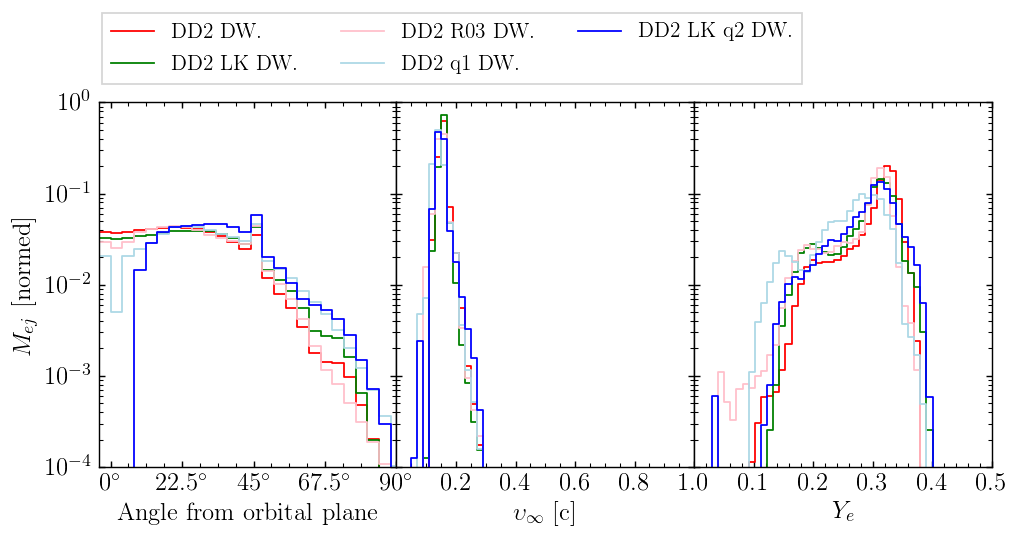 DD2 DW. DD2 R03 DW. DD2 LK q2 DW.
DD2 LK DW. DD2 q1 DW.
M_{ej} [normed]
10^0
10^{-1}
10^{-2}
10^{-3}
10^{-4}
0° 22.5° 45° 67.5° 90° 0.2 0.4 0.6 0.8 1.0 0.1 0.2 0.3 0.4 0.5
Angle from orbital plane υ_∞ [c] Y_e